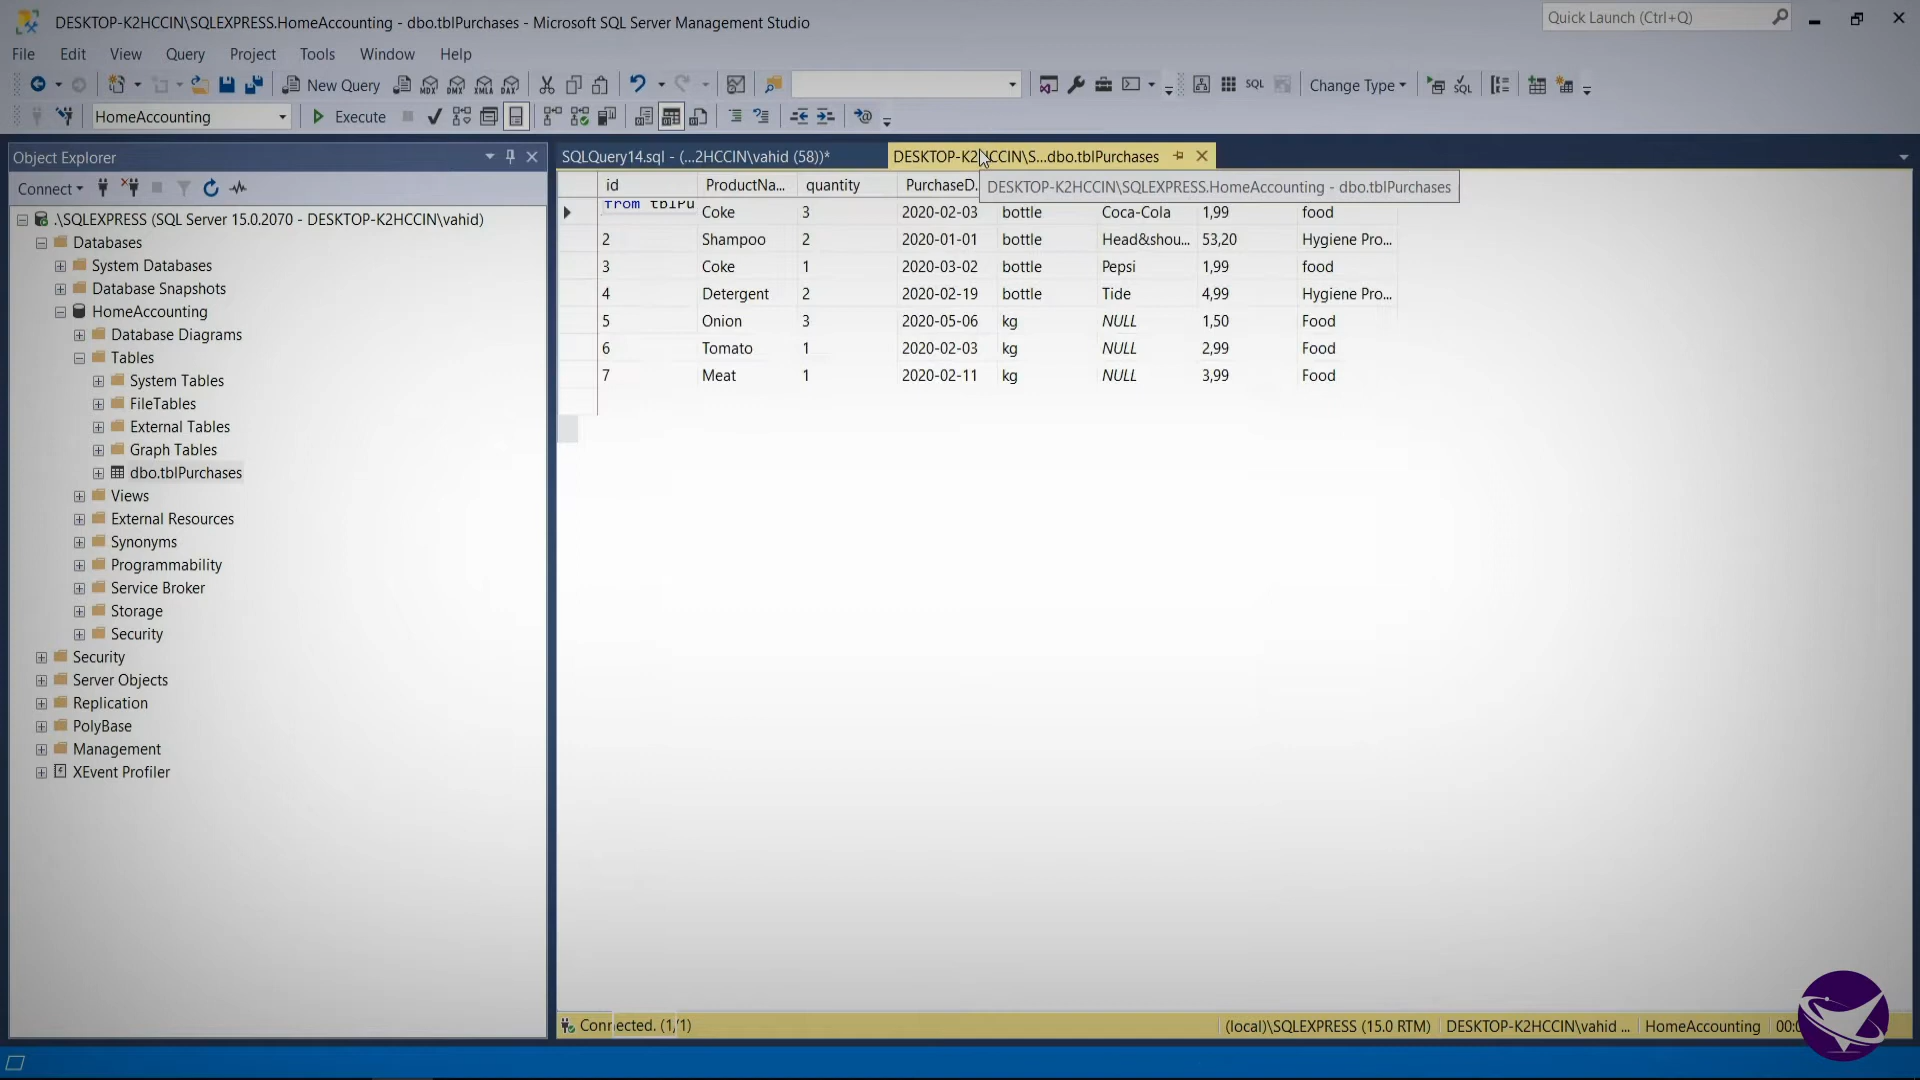 DESKTOP-K2HCCIN\SQLEXPRESS.HomeAccounting - dbo.tblPurchases - Microsoft SQL Server Management Studio
Quick Launch (Ctrl+Q)
File Edit View Query Project Tools Window Help
New Query MDX DMX XMLA DAX SQL Change Type SQL
HomeAccounting Execute
Object Explorer
SQLQuery14.sql - (...2HCCIN\vahid (58))*
DESKTOP-K2HCCIN\S...dbo.tblPurchases
Connect
DESKTOP-K2HCCIN\SQLEXPRESS.HomeAccounting - dbo.tblPurchases
id ProductNa... quantity PurchaseD.
from tblPu Coke 3 2020-02-03 bottle Coca-Cola 1,99 food
2 Shampoo 2 2020-01-01 bottle Head&shou... 53,20 Hygiene Pro...
3 Coke 1 2020-03-02 bottle Pepsi 1,99 food
4 Detergent 2 2020-02-19 bottle Tide 4,99 Hygiene Pro...
5 Onion 3 2020-05-06 kg NULL 1,50 Food
6 Tomato 1 2020-02-03 kg NULL 2,99 Food
7 Meat 1 2020-02-11 kg NULL 3,99 Food
.\SQLEXPRESS (SQL Server 15.0.2070 - DESKTOP-K2HCCIN\vahid)
Databases
System Databases
Database Snapshots
HomeAccounting
Database Diagrams
Tables
System Tables
FileTables
External Tables
Graph Tables
dbo.tblPurchases
Views
External Resources
Synonyms
Programmability
Service Broker
Storage
Security
Security
Server Objects
Replication
PolyBase
Management
XEvent Profiler
Connected. (1/1)
(local)\SQLEXPRESS (15.0 RTM) DESKTOP-K2HCCIN\vahid ... HomeAccounting